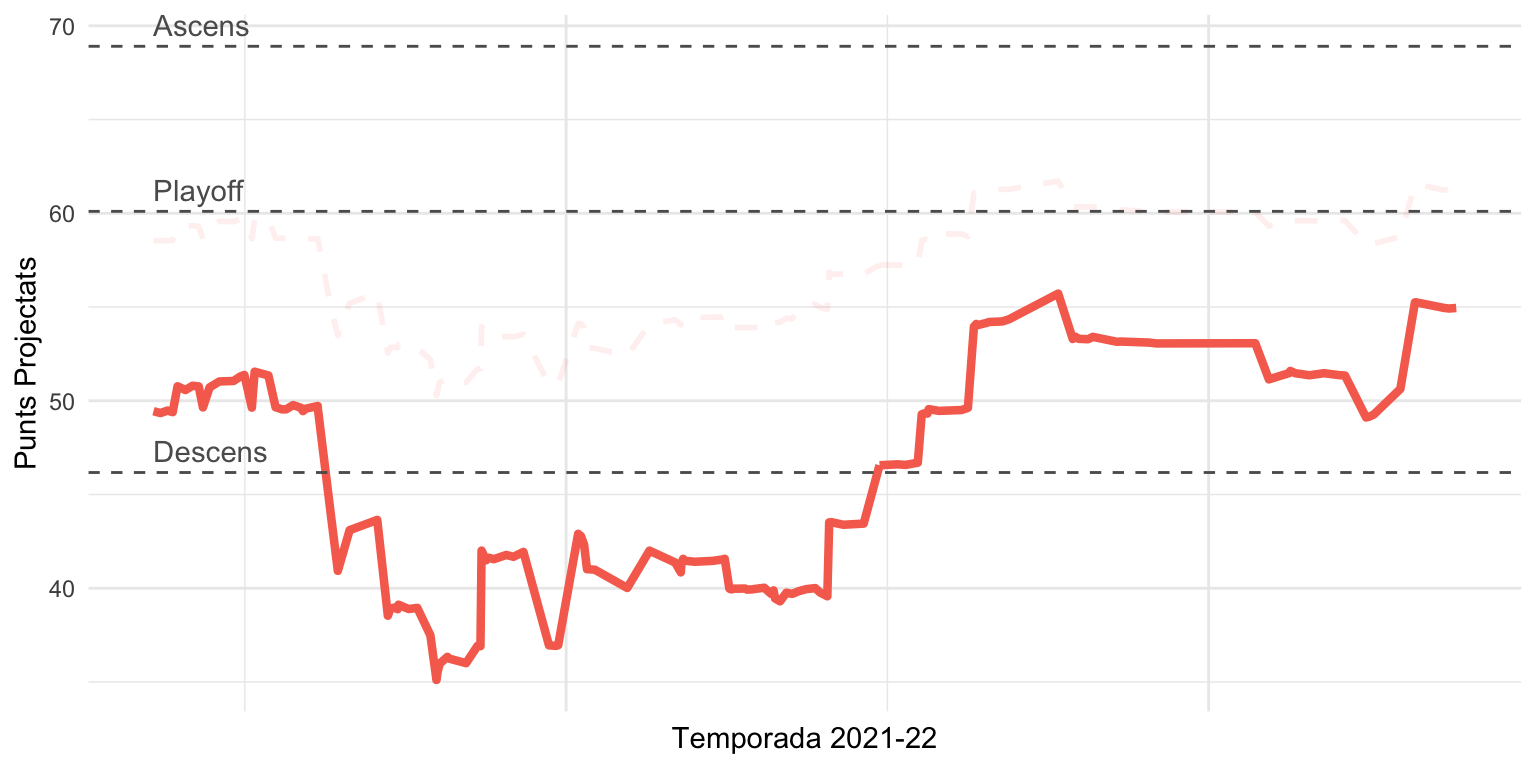 70
Ascens
Playoff
60
50
Descens
40
Punts Projectats
Temporada 2021-22